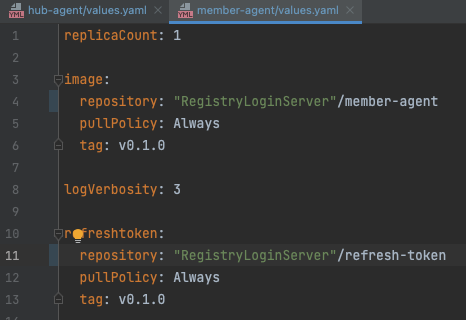 hub-agent/values.yaml × member-agent/values.yaml ×
1 replicaCount: 1
2
3 image:
4   repository: "RegistryLoginServer"/member-agent
5   pullPolicy: Always
6   tag: v0.1.0
7
8 logVerbosity: 3
9
10 refreshtoken:
11   repository: "RegistryLoginServer"/refresh-token
12   pullPolicy: Always
13   tag: v0.1.0